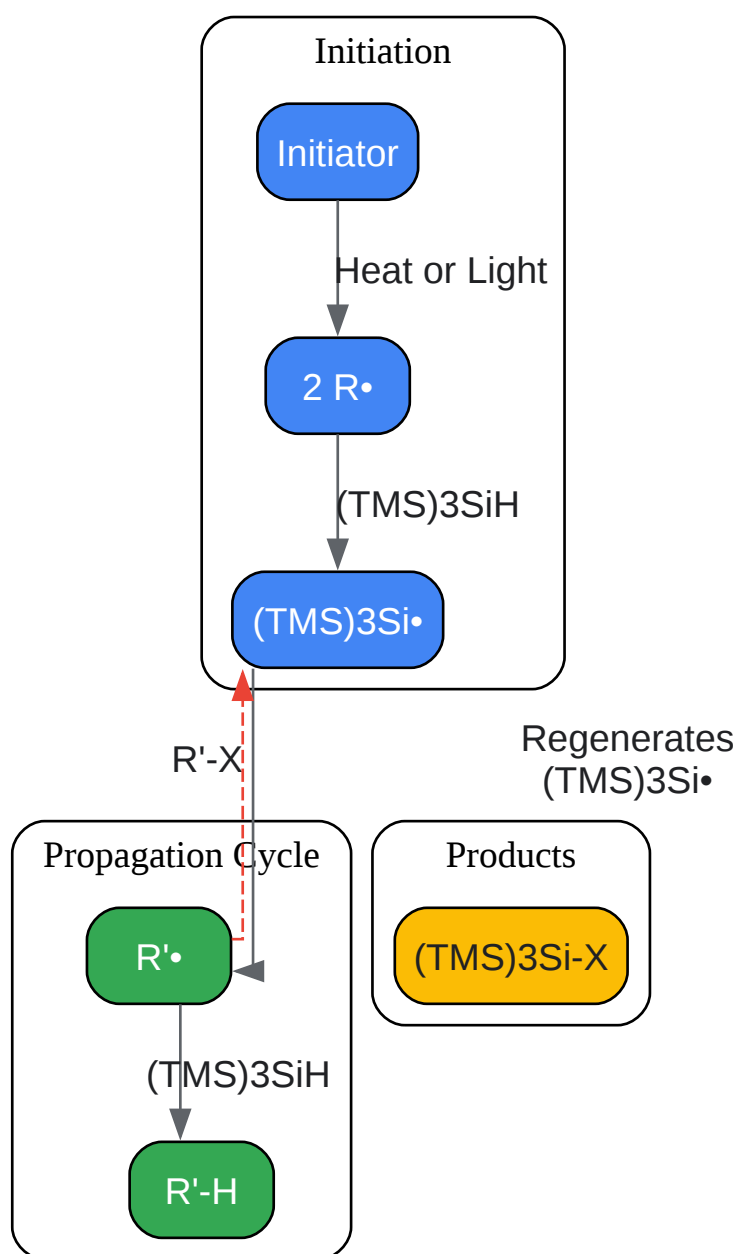 Initiation
Initiator
Heat or Light
2 R•
(TMS)3SiH
(TMS)3Si•
R'-X
Regenerates
(TMS)3Si•
Propagation Cycle
Products
R'•
(TMS)3Si-X
(TMS)3SiH
R'-H